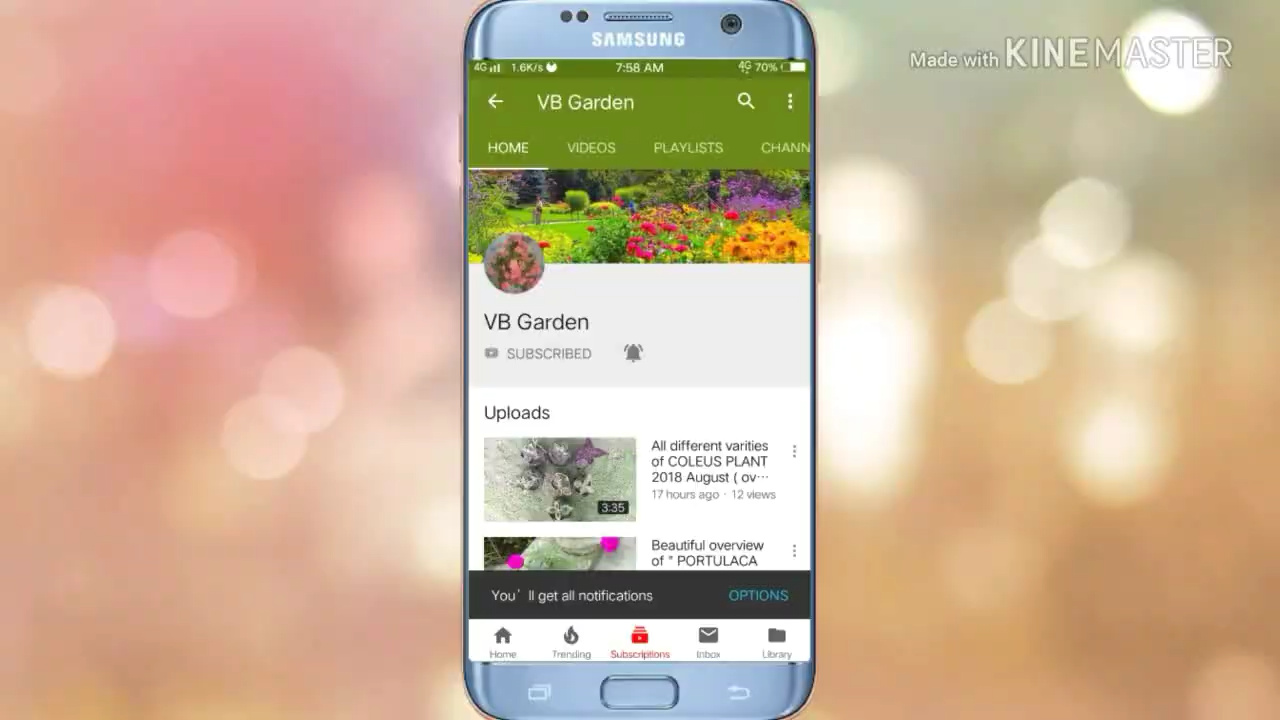 SAMSUNG
Made with KINEMASTER
4G 1.6K/s 7:58 AM 4G 70%
VB Garden
HOME VIDEOS PLAYLISTS CHANN
VB Garden
SUBSCRIBED
Uploads
All different varities
of COLEUS PLANT
2018 August ( ov···
17 hours ago · 12 views
3:35
Beautiful overview
of " PORTULACA
You' ll get all notifications OPTIONS
Home Trending Subscriptions Inbox Library